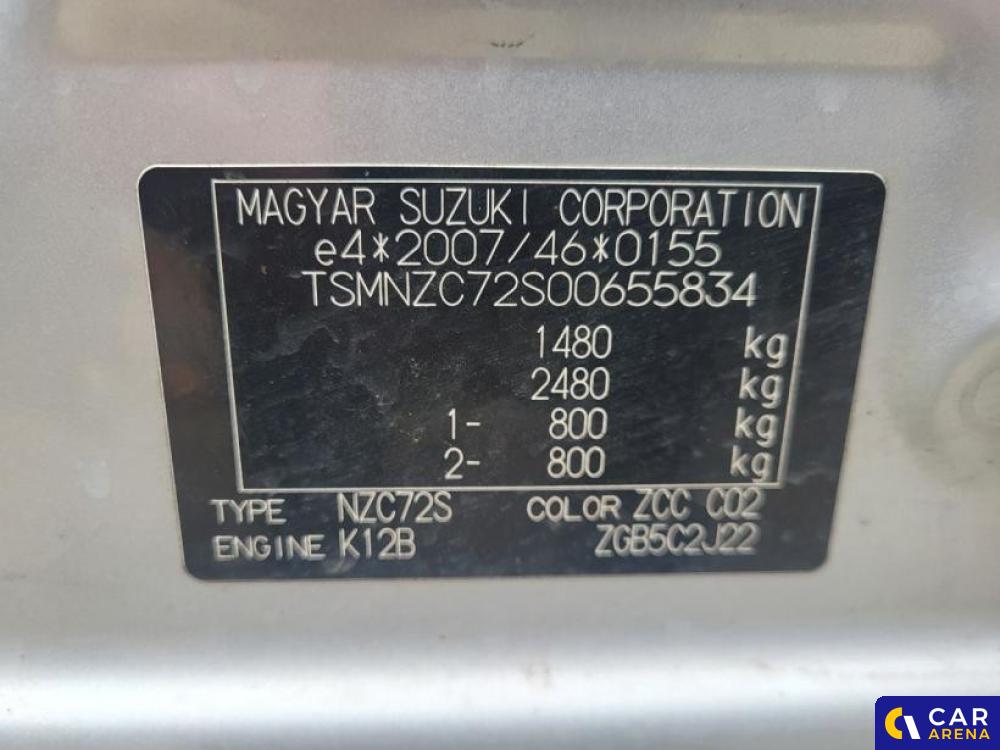 MAGYAR SUZUKI CORPORATION
e4*2007/46*0155
TSMNZC72S00655834
1480 kg
2480 kg
1- 800 kg
2- 800 kg
TYPE NZC72S COLOR ZCC C02
ENGINE K12B ZGB5C2J22
CAR
ARENA